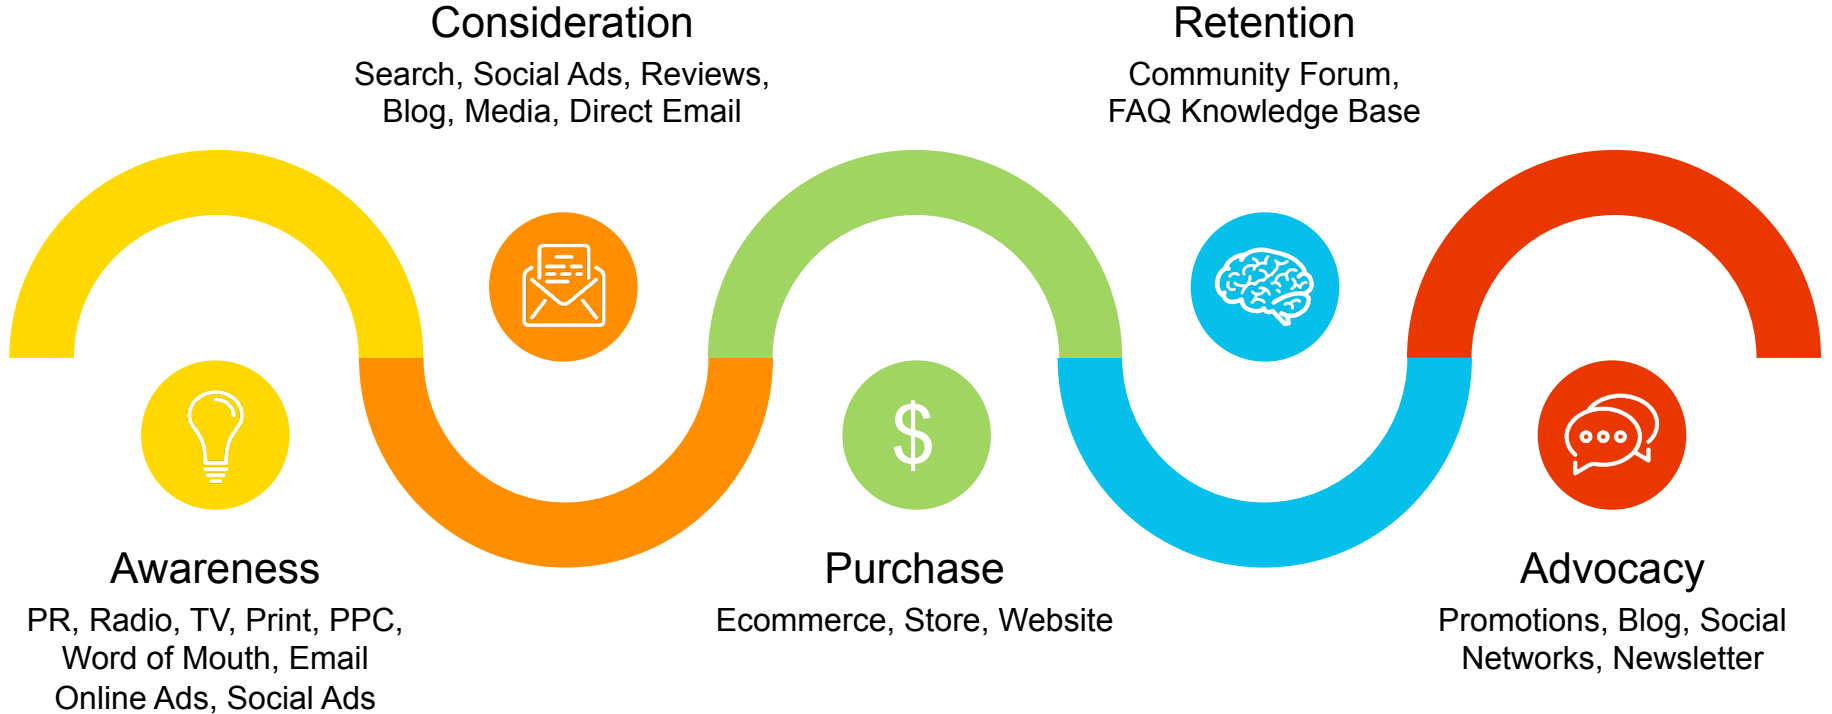 Consideration
Search, Social Ads, Reviews,
Blog, Media, Direct Email
Retention
Community Forum,
FAQ Knowledge Base
$
Awareness
PR, Radio, TV, Print, PPC,
Word of Mouth, Email
Online Ads, Social Ads
Purchase
Ecommerce, Store, Website
Advocacy
Promotions, Blog, Social
Networks, Newsletter